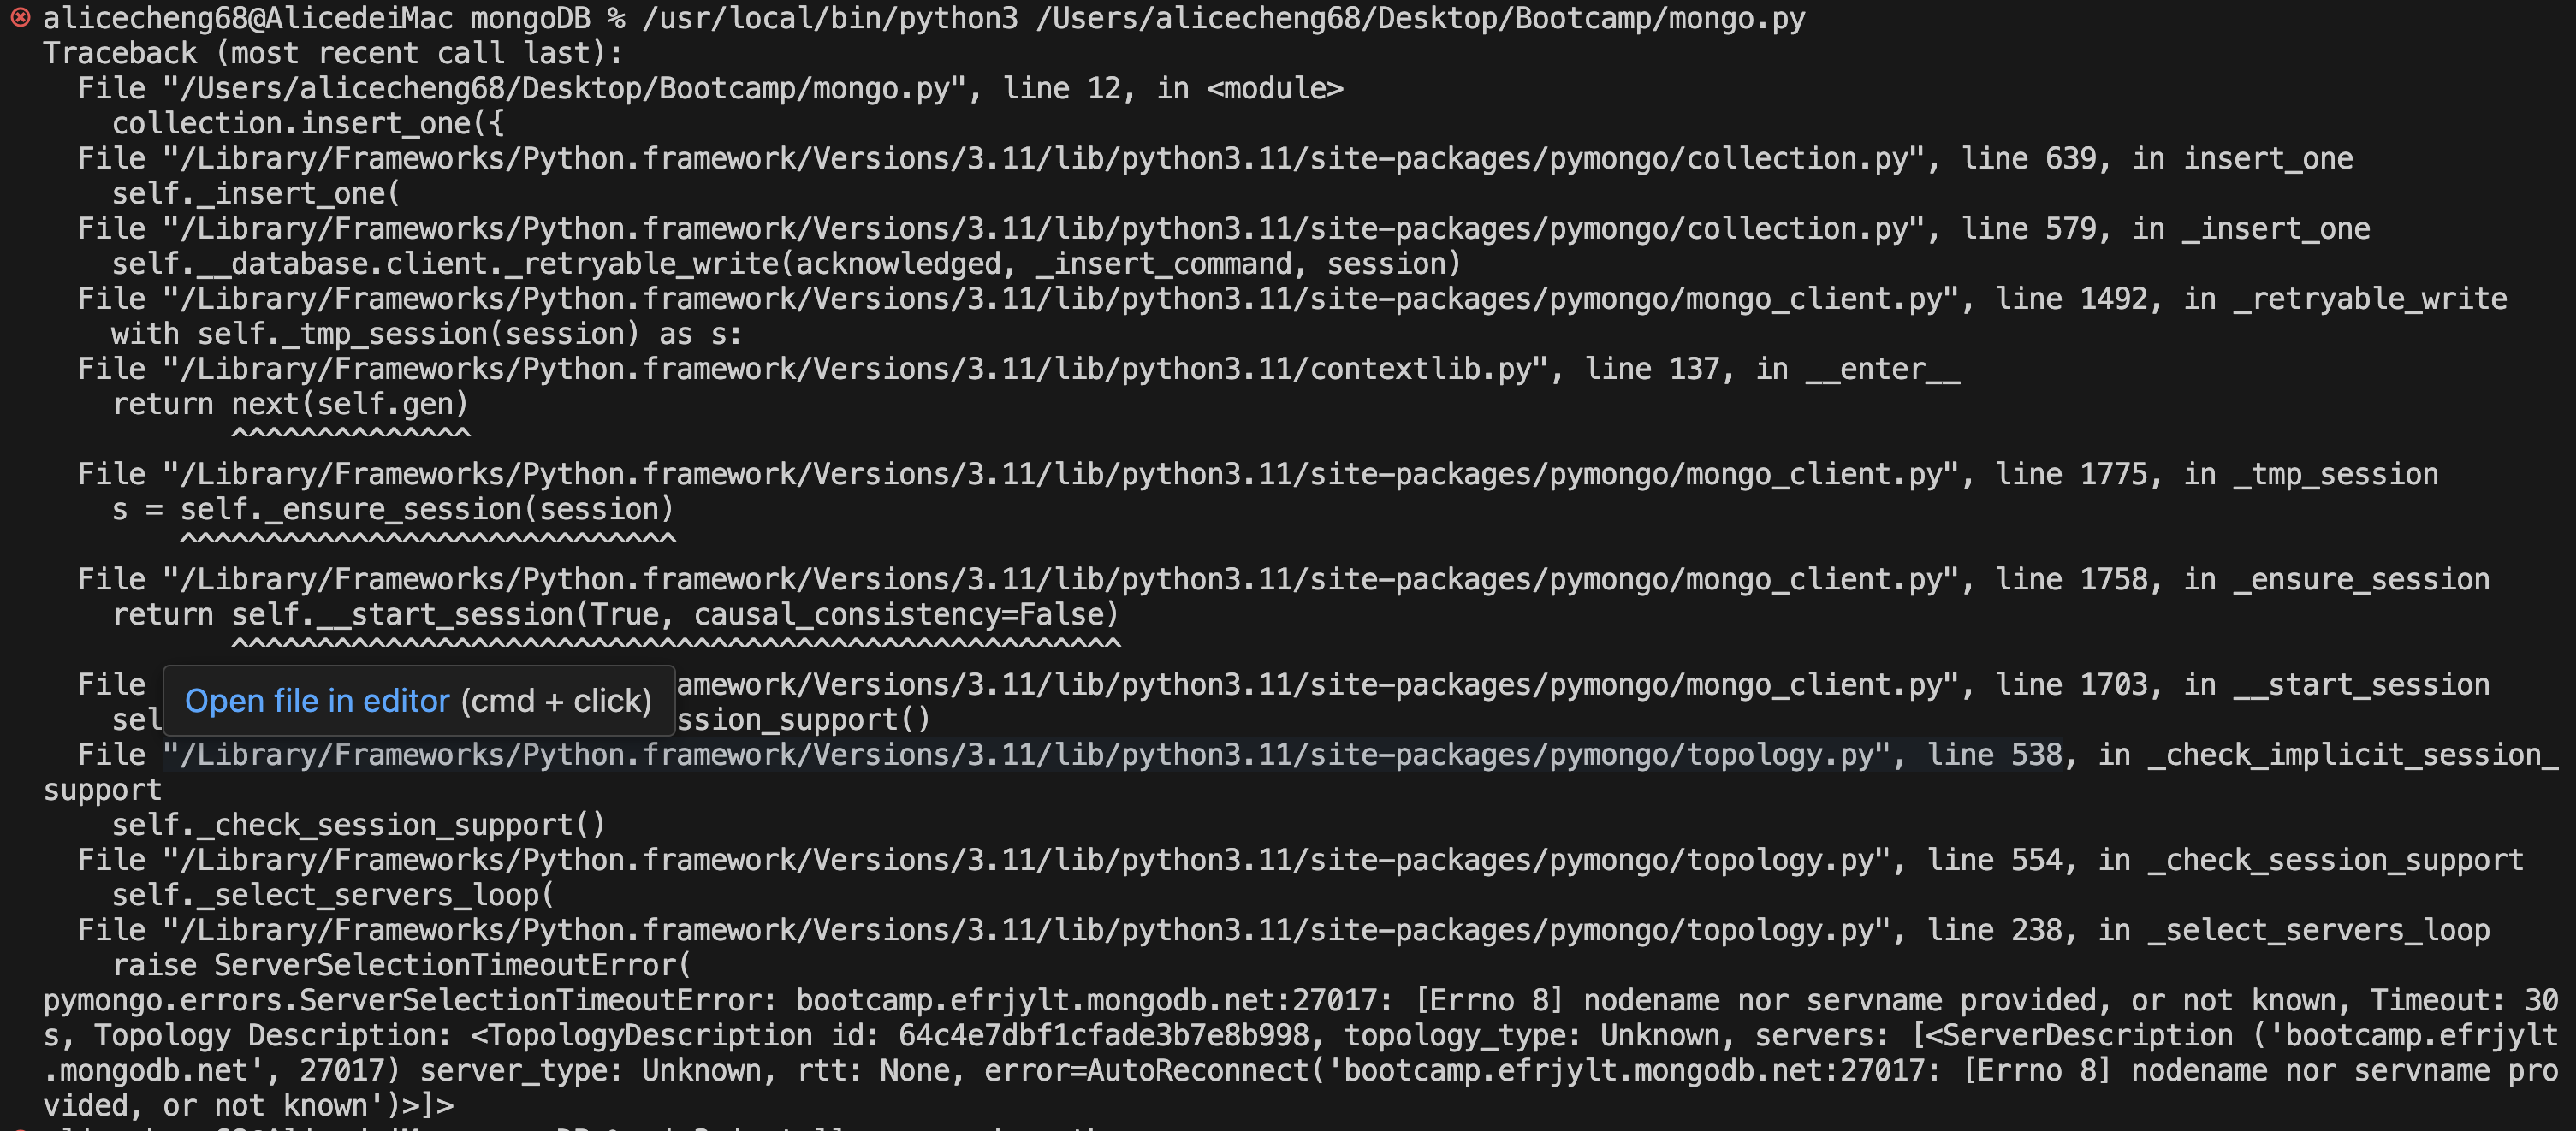 alicecheng68@AlicedeiMac mongoDB % /usr/local/bin/python3 /Users/alicecheng68/Desktop/Bootcamp/mongo.py
Traceback (most recent call last):
  File "/Users/alicecheng68/Desktop/Bootcamp/mongo.py", line 12, in <module>
    collection.insert_one({
  File "/Library/Frameworks/Python.framework/Versions/3.11/lib/python3.11/site-packages/pymongo/collection.py", line 639, in insert_one
    self._insert_one(
  File "/Library/Frameworks/Python.framework/Versions/3.11/lib/python3.11/site-packages/pymongo/collection.py", line 579, in _insert_one
    self.__database.client._retryable_write(acknowledged, _insert_command, session)
  File "/Library/Frameworks/Python.framework/Versions/3.11/lib/python3.11/site-packages/pymongo/mongo_client.py", line 1492, in _retryable_write
    with self._tmp_session(session) as s:
  File "/Library/Frameworks/Python.framework/Versions/3.11/lib/python3.11/contextlib.py", line 137, in __enter__
    return next(self.gen)
           ^^^^^^^^^^^^^^
  File "/Library/Frameworks/Python.framework/Versions/3.11/lib/python3.11/site-packages/pymongo/mongo_client.py", line 1775, in _tmp_session
    s = self._ensure_session(session)
        ^^^^^^^^^^^^^^^^^^^^^^^^^^^^^
  File "/Library/Frameworks/Python.framework/Versions/3.11/lib/python3.11/site-packages/pymongo/mongo_client.py", line 1758, in _ensure_session
    return self.__start_session(True, causal_consistency=False)
           ^^^^^^^^^^^^^^^^^^^^^^^^^^^^^^^^^^^^^^^^^^^^^^^^^^^^
  File amework/Versions/3.11/lib/python3.11/site-packages/pymongo/mongo_client.py", line 1703, in __start_session
Open file in editor (cmd + click)
    sel ssion_support()
  File "/Library/Frameworks/Python.framework/Versions/3.11/lib/python3.11/site-packages/pymongo/topology.py", line 538, in _check_implicit_session_
support
    self._check_session_support()
  File "/Library/Frameworks/Python.framework/Versions/3.11/lib/python3.11/site-packages/pymongo/topology.py", line 554, in _check_session_support
    self._select_servers_loop(
  File "/Library/Frameworks/Python.framework/Versions/3.11/lib/python3.11/site-packages/pymongo/topology.py", line 238, in _select_servers_loop
    raise ServerSelectionTimeoutError(
pymongo.errors.ServerSelectionTimeoutError: bootcamp.efrjylt.mongodb.net:27017: [Errno 8] nodename nor servname provided, or not known, Timeout: 30
s, Topology Description: <TopologyDescription id: 64c4e7dbf1cfade3b7e8b998, topology_type: Unknown, servers: [<ServerDescription ('bootcamp.efrjylt
.mongodb.net', 27017) server_type: Unknown, rtt: None, error=AutoReconnect('bootcamp.efrjylt.mongodb.net:27017: [Errno 8] nodename nor servname pro
vided, or not known')>]>